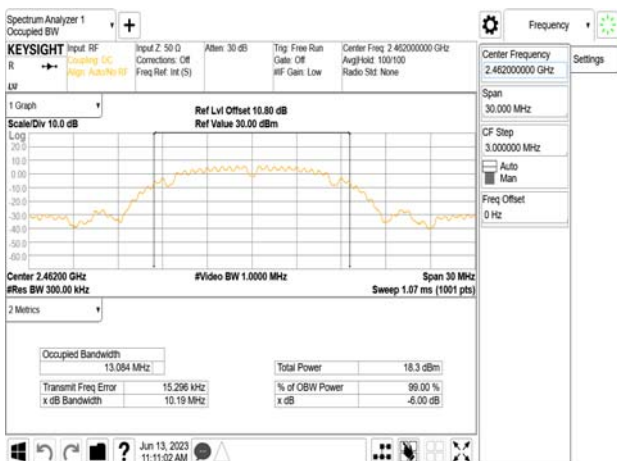 Spectrum Analyzer 1
Occupied BW
Frequency
KEYSIGHT
R
Input: RF
Coupling: DC
Align: Auto/No RF
Input Z: 50 Ω
Corrections: Off
Freq Ref: Int (S)
Atten: 30 dB
Trig: Free Run
Gate: Off
#IF Gain: Low
Center Freq: 2.462000000 GHz
Avg|Hold: 100/100
Radio Std: None
Center Frequency
2.462000000 GHz
Settings
Span
30.000 MHz
CF Step
3.000000 MHz
Auto
Man
Freq Offset
0 Hz
1 Graph
Scale/Div 10.0 dB
Ref Lvl Offset 10.80 dB
Ref Value 30.00 dBm
Log
20.0
10.0
0.00
-10.0
-20.0
-30.0
-40.0
-50.0
-60.0
Center 2.46200 GHz
#Res BW 300.00 kHz
#Video BW 1.0000 MHz
Span 30 MHz
Sweep 1.07 ms (1001 pts)
2 Metrics
Occupied Bandwidth
13.084 MHz
Transmit Freq Error 15.296 kHz
x dB Bandwidth 10.19 MHz
Total Power 18.3 dBm
% of OBW Power 99.00 %
x dB -6.00 dB
?
Jun 13, 2023
11:11:02 AM